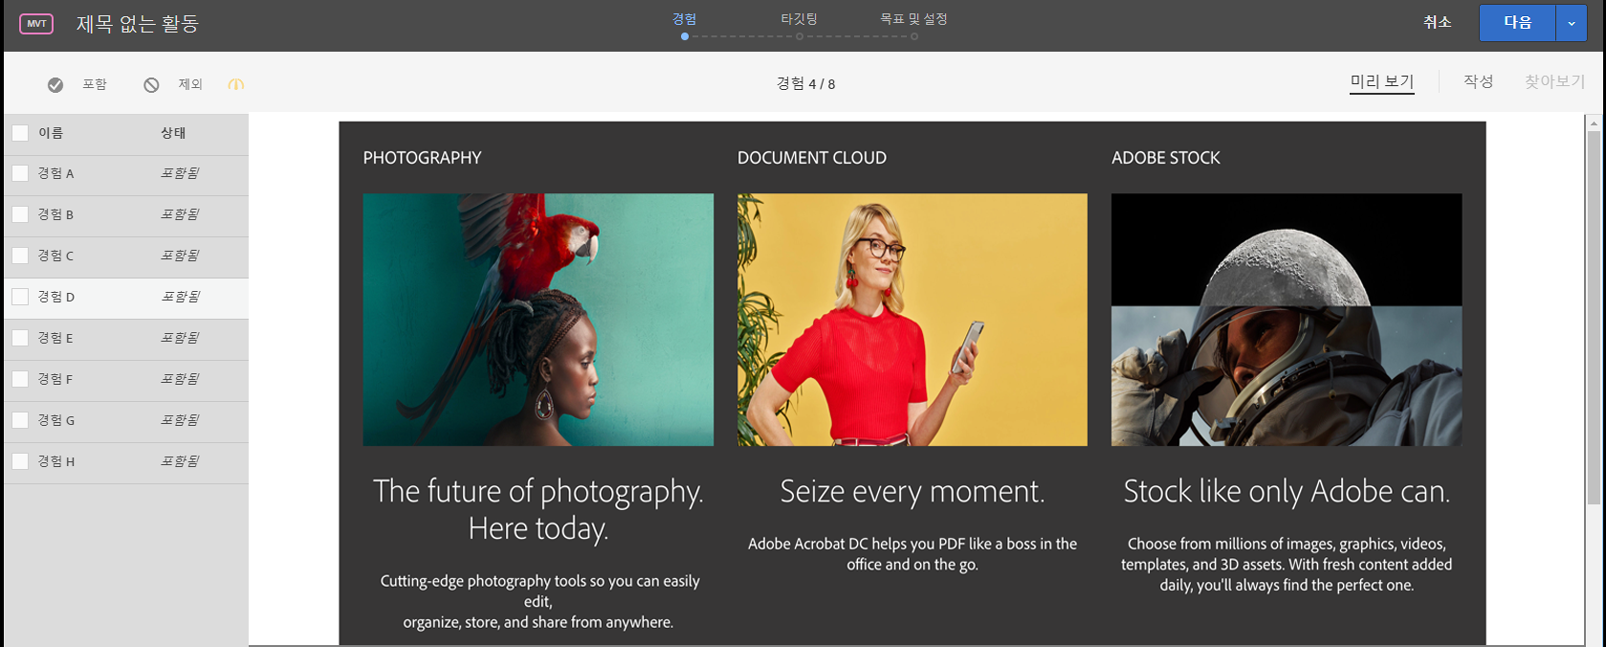 MVT 제목 없는 활동 경험 타깃팅 목표 및 설정 취소 다음
포함 제외 경험 4 / 8 미리 보기 작성 찾아보기
이름 상태
경험 A 포함됨
경험 B 포함됨
경험 C 포함됨
경험 D 포함됨
경험 E 포함됨
경험 F 포함됨
경험 G 포함됨
경험 H 포함됨
PHOTOGRAPHY
The future of photography.
Here today.
Cutting-edge photography tools so you can easily
edit,
organize, store, and share from anywhere.
DOCUMENT CLOUD
Seize every moment.
Adobe Acrobat DC helps you PDF like a boss in the
office and on the go.
ADOBE STOCK
Stock like only Adobe can.
Choose from millions of images, graphics, videos,
templates, and 3D assets. With fresh content added
daily, you'll always find the perfect one.